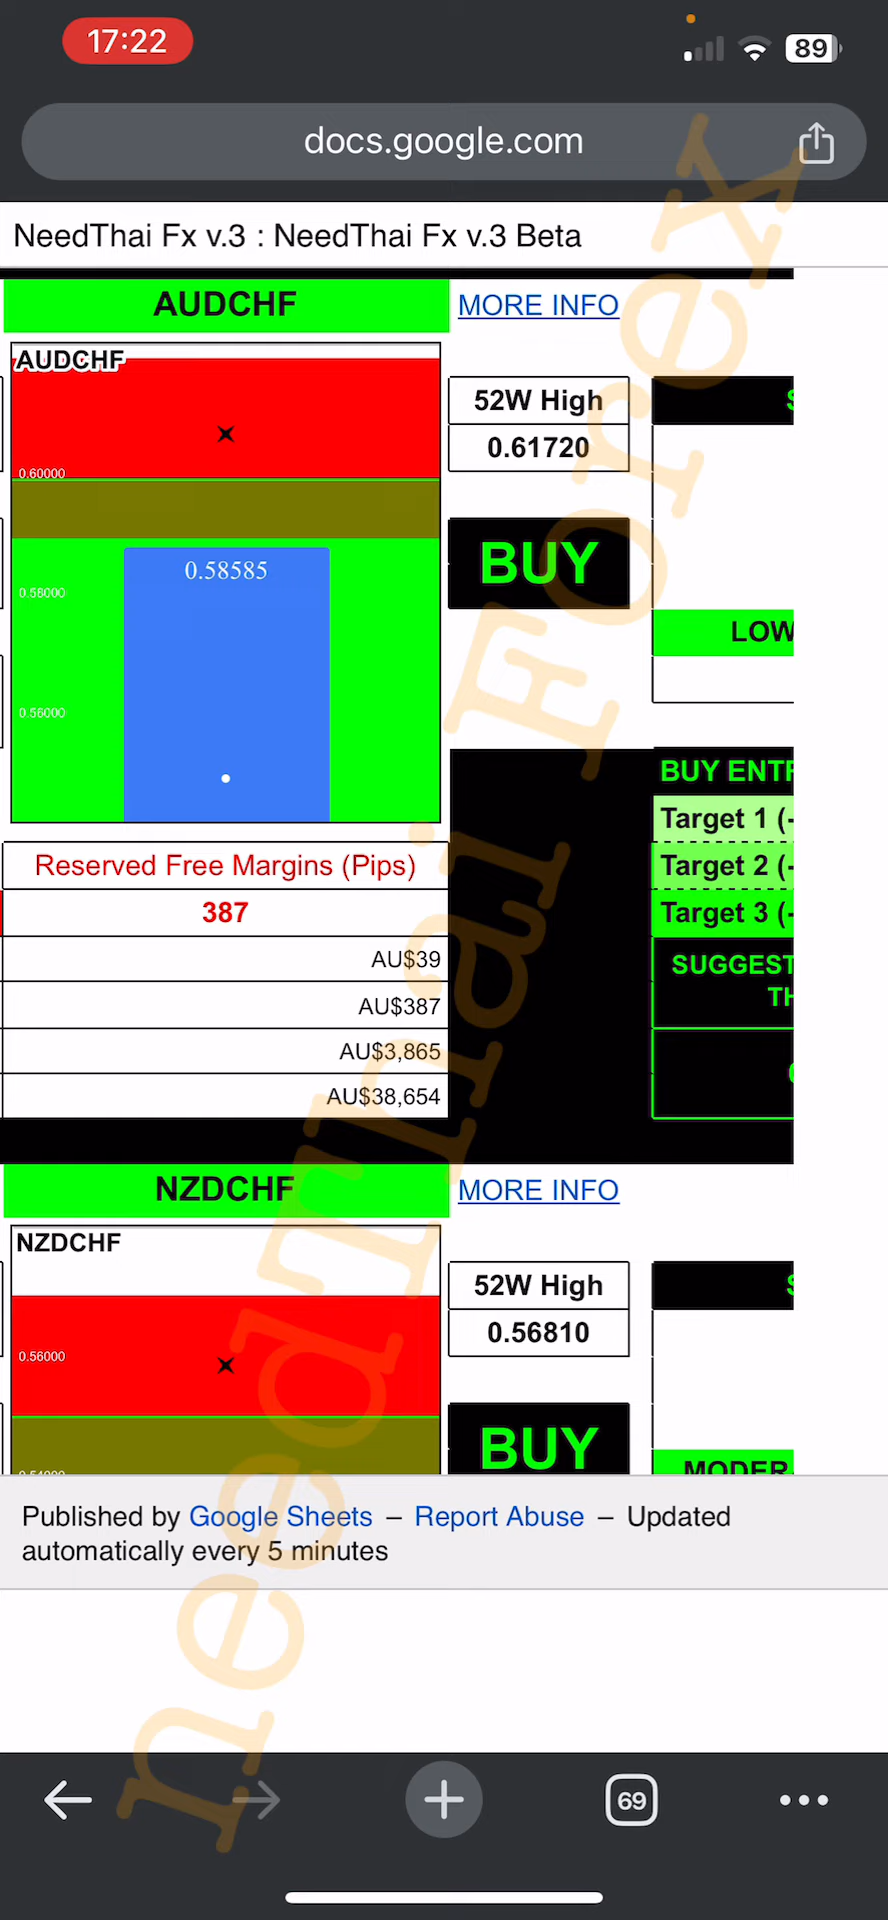 17:22
89
docs.google.com
NeedThai Fx v.3 : NeedThai Fx v.3 Beta
AUDCHF
MORE INFO
AUDCHF
0.60000
0.58585
0.58000
0.56000
52W High
0.61720
BUY
LOW
BUY ENTR
Target 1 (-
Target 2 (-
Target 3 (-
SUGGEST
TH
Reserved Free Margins (Pips)
387
AU$39
AU$387
AU$3,865
AU$38,654
NZDCHF
MORE INFO
NZDCHF
0.56000
52W High
0.56810
BUY
MODER
Published by Google Sheets – Report Abuse – Updated
automatically every 5 minutes
69
needThai Forex